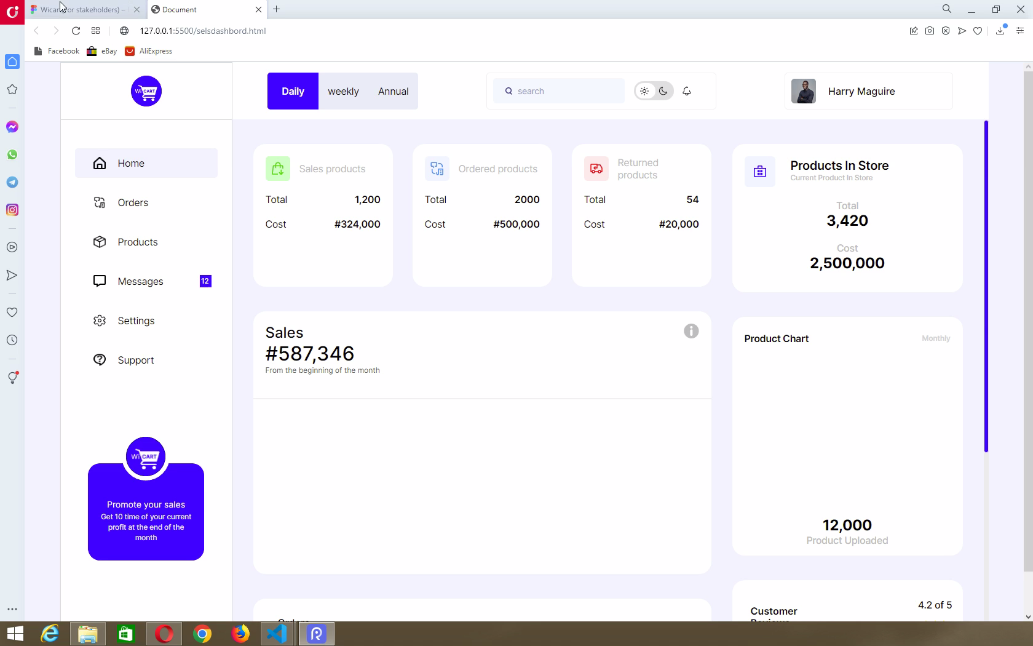 Wicart(for stakeholders) –
Document
127.0.0.1:5500/selsdashbord.html
Facebook
eBay
AliExpress
Wi CART
Daily
weekly
Annual
search
Harry Maguire
Home
Orders
Products
Messages
12
Settings
Support
Wi CART
Promote your sales
Get 10 time of your current
profit at the end of the
month
Sales products
Total
1,200
Cost
#324,000
Ordered products
Total
2000
Cost
#500,000
Returned
products
Total
54
Cost
#20,000
Products In Store
Current Product In Store
Total
3,420
Cost
2,500,000
Sales
#587,346
From the beginning of the month
Product Chart
Monthly
12,000
Product Uploaded
Orders
Customer
Reviews
4.2 of 5